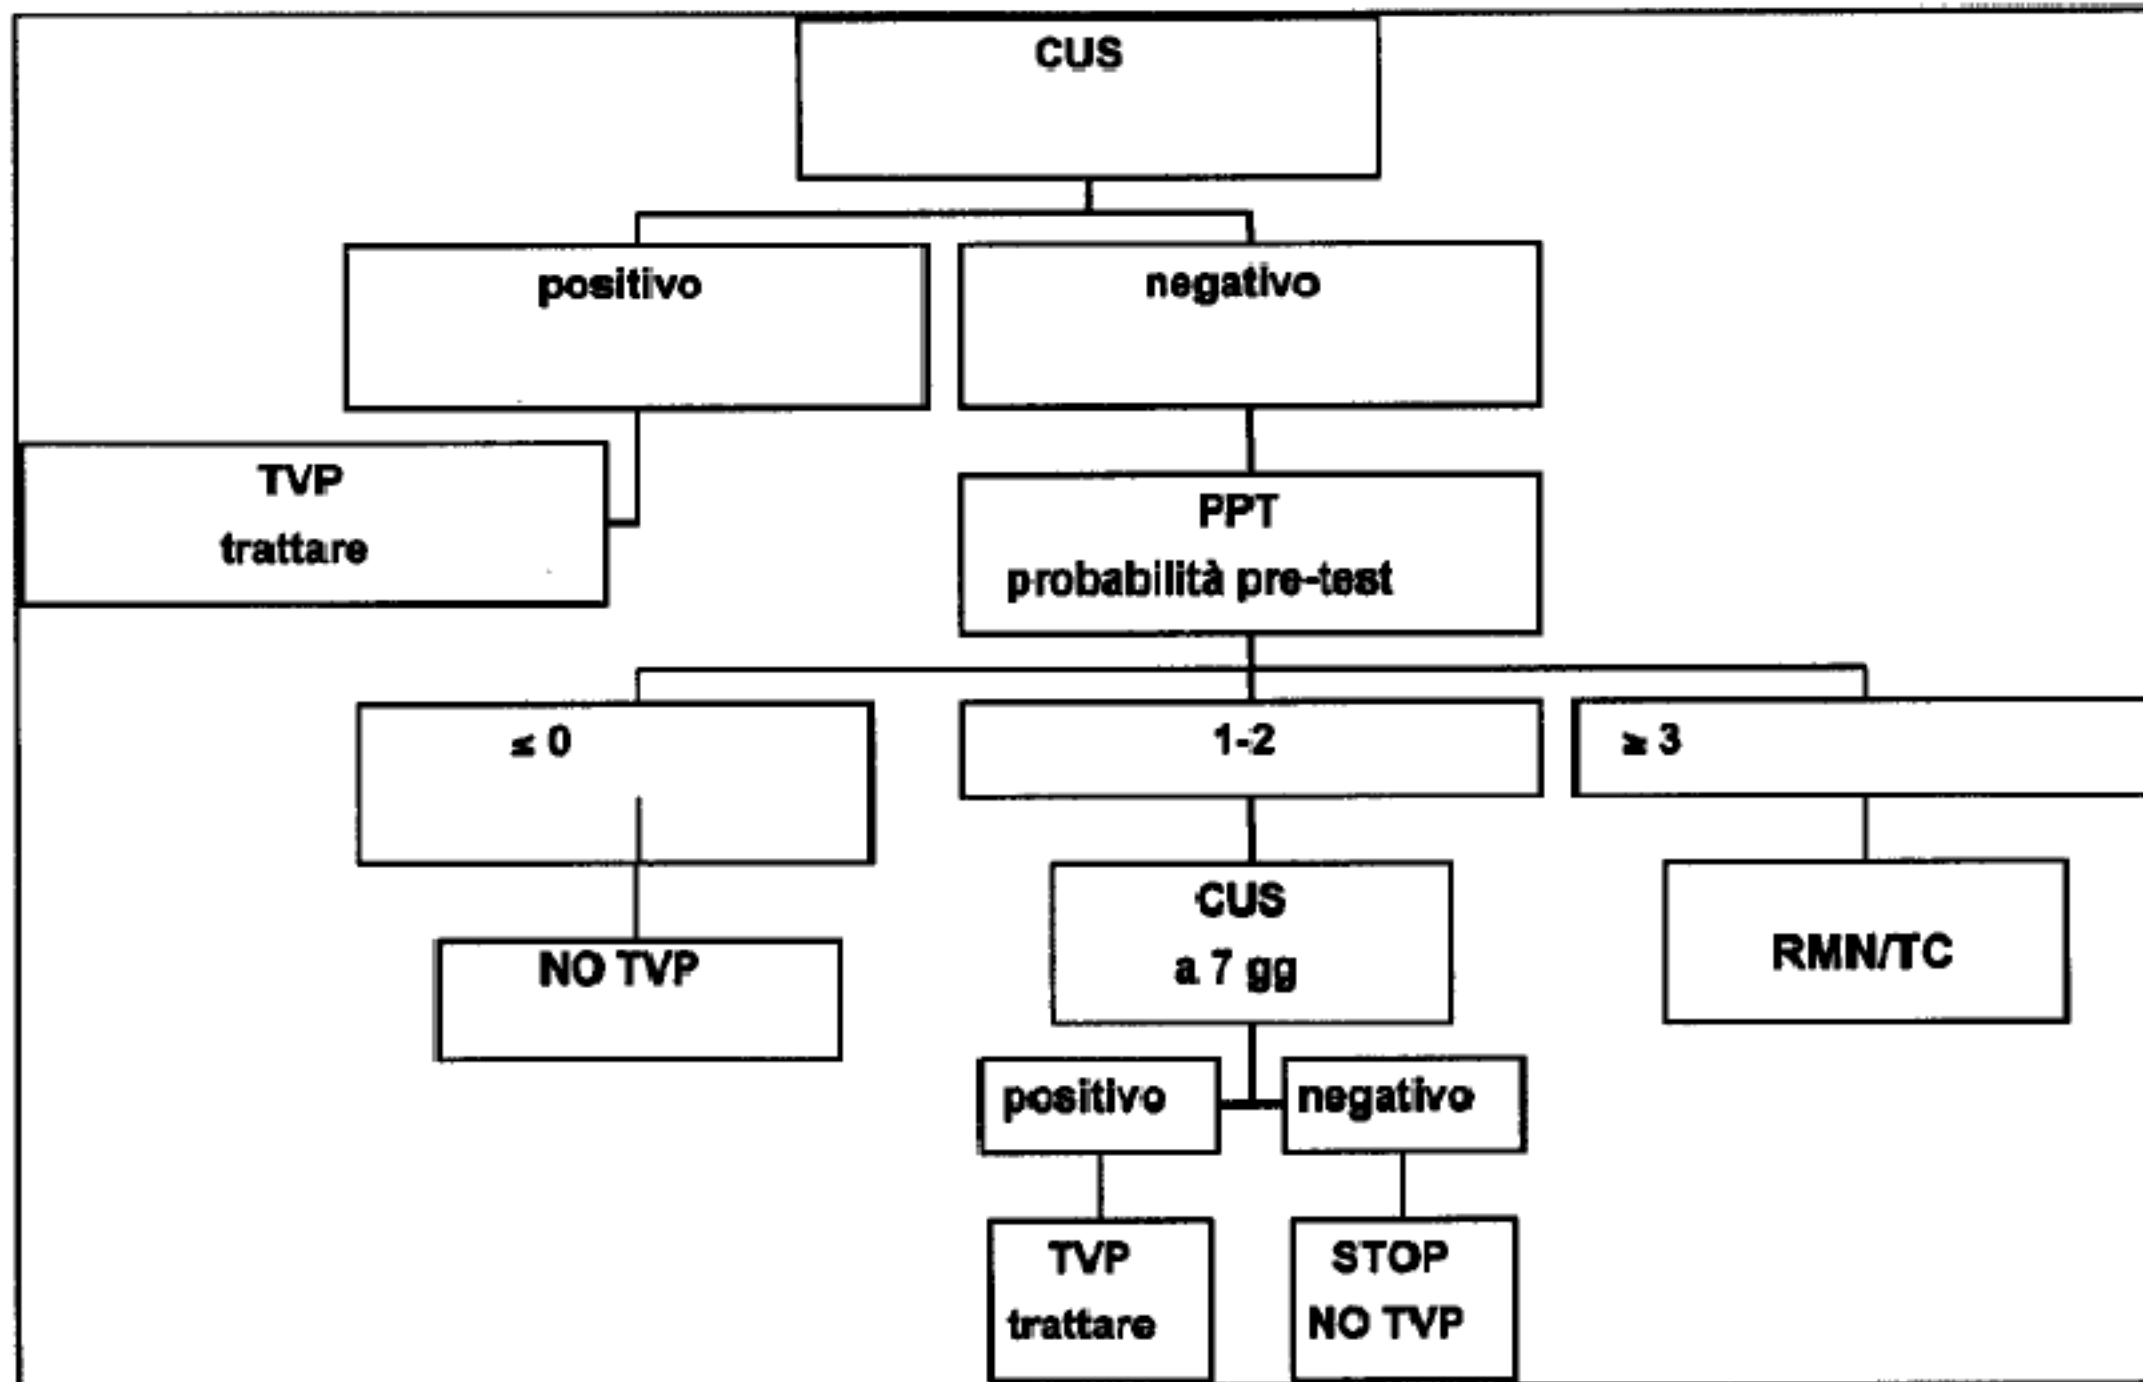 CUS
positivo
negativo
TVP
trattare
PPT
probabilità pre-test
≤ 0
1-2
≥ 3
NO TVP
CUS
a 7 gg
RMN/TC
positivo
negativo
TVP
trattare
STOP
NO TVP